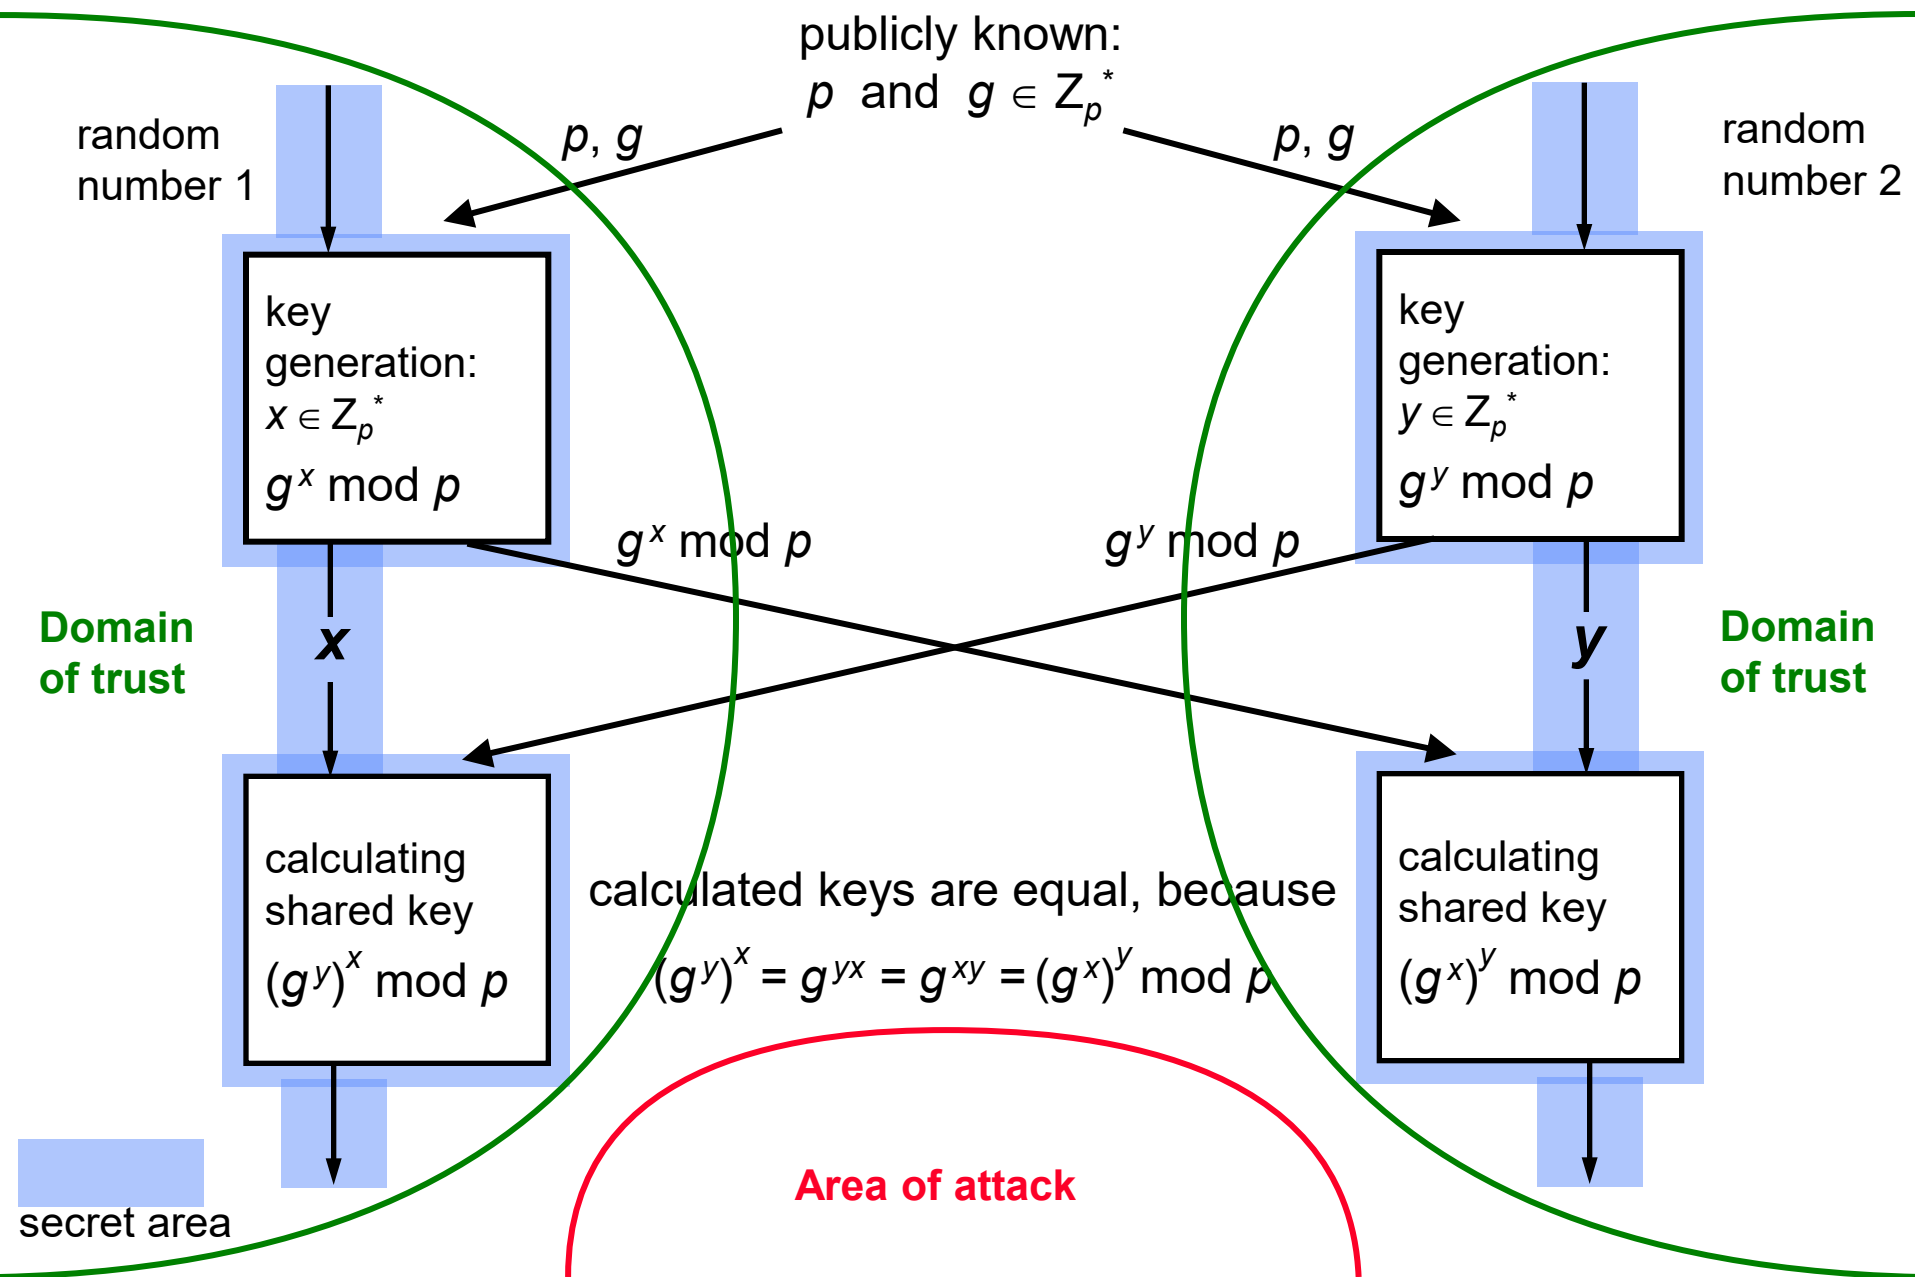 publicly known:
p and g ∈ Z_p^*
p, g
p, g
random
number 1
random
number 2
key
generation:
x ∈ Z_p^*
g^x mod p
key
generation:
y ∈ Z_p^*
g^y mod p
g^x mod p
g^y mod p
Domain
of trust
x
y
Domain
of trust
calculating
shared key
(g^y)^x mod p
calculated keys are equal, because
(g^y)^x = g^yx = g^xy = (g^x)^y mod p
calculating
shared key
(g^x)^y mod p
Area of attack
secret area